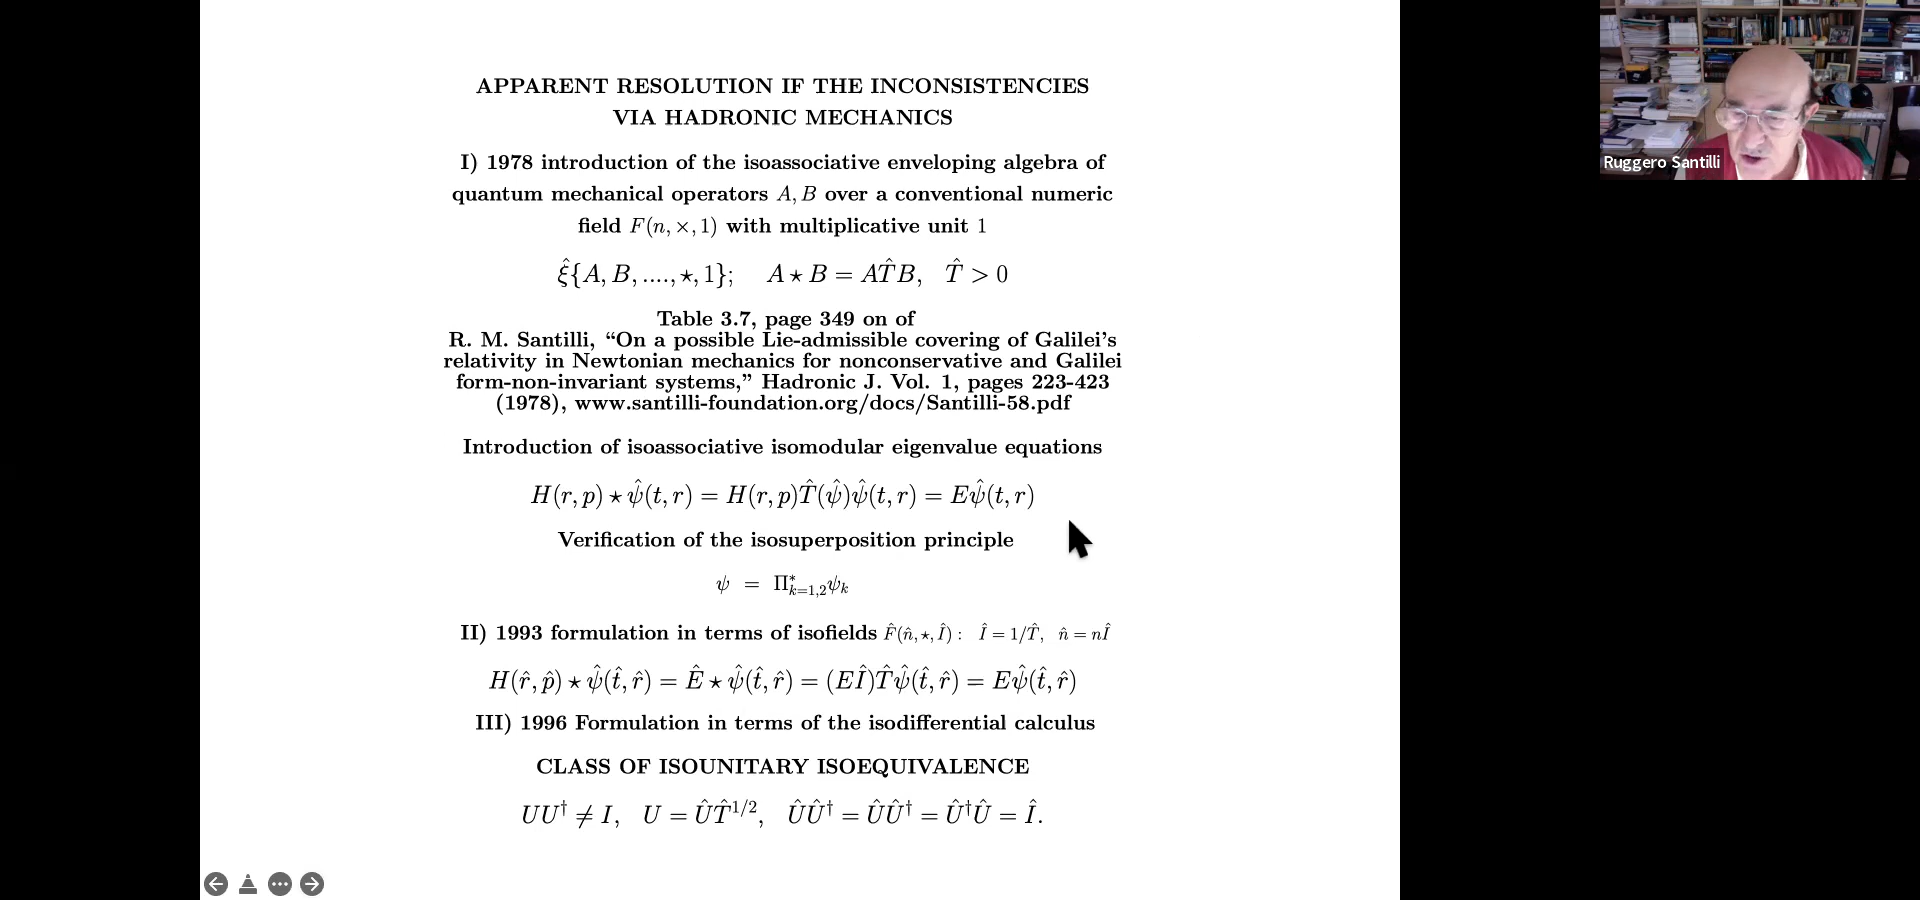 APPARENT RESOLUTION IF THE INCONSISTENCIES
VIA HADRONIC MECHANICS
I) 1978 introduction of the isoassociative enveloping algebra of
quantum mechanical operators A, B over a conventional numeric
field F(n, ×, 1) with multiplicative unit 1
ξ̂{A, B, ...., ⋆, 1}; A ⋆ B = AT̂B, T̂ > 0
Table 3.7, page 349 on of
R. M. Santilli, “On a possible Lie-admissible covering of Galilei’s
relativity in Newtonian mechanics for nonconservative and Galilei
form-non-invariant systems,” Hadronic J. Vol. 1, pages 223-423
(1978), www.santilli-foundation.org/docs/Santilli-58.pdf
Introduction of isoassociative isomodular eigenvalue equations
H(r, p) ⋆ ψ̂(t, r) = H(r, p)T̂(ψ̂)ψ̂(t, r) = Eψ̂(t, r)
Verification of the isosuperposition principle
ψ = Π*ₖ₌₁,₂ψₖ
II) 1993 formulation in terms of isofields F̂(n̂, ⋆, Î) : Î = 1/T̂, n̂ = nÎ
H(r̂, p̂) ⋆ ψ̂(t̂, r̂) = Ê ⋆ ψ̂(t̂, r̂) = (EÎ)T̂ψ̂(t̂, r̂) = Eψ̂(t̂, r̂)
III) 1996 Formulation in terms of the isodifferential calculus
CLASS OF ISOUNITARY ISOEQUIVALENCE
UU† ≠ I, U = ÛT̂^1/2, ÛÛ† = ÛÛ† = Û†Û = Î.
Ruggero Santilli